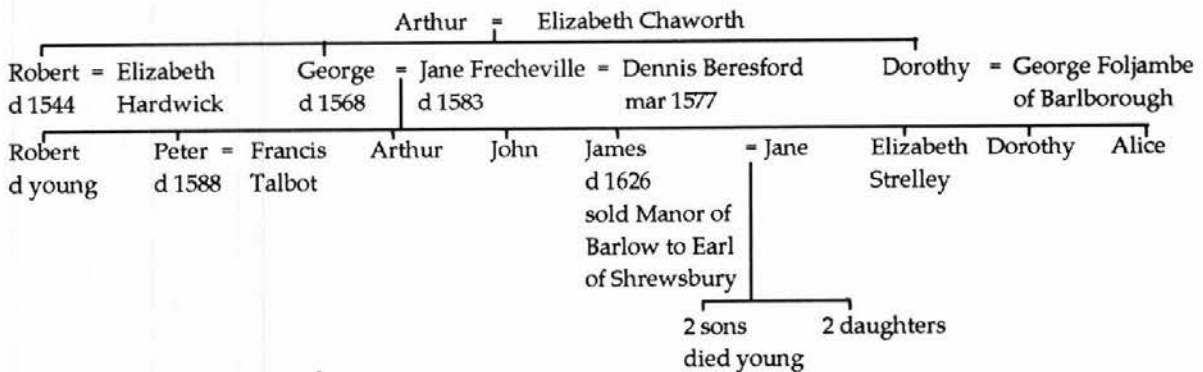 Arthur = Elizabeth Chaworth
Robert = Elizabeth George = Jane Frecheville = Dennis Beresford Dorothy = George Foljambe
d 1544 Hardwick d 1568 d 1583 mar 1577 of Barlborough
Robert Peter = Francis Arthur John James = Jane Elizabeth Dorothy Alice
d young d 1588 Talbot d 1626 Strelley
sold Manor of
Barlow to Earl
of Shrewsbury
2 sons 2 daughters
died young